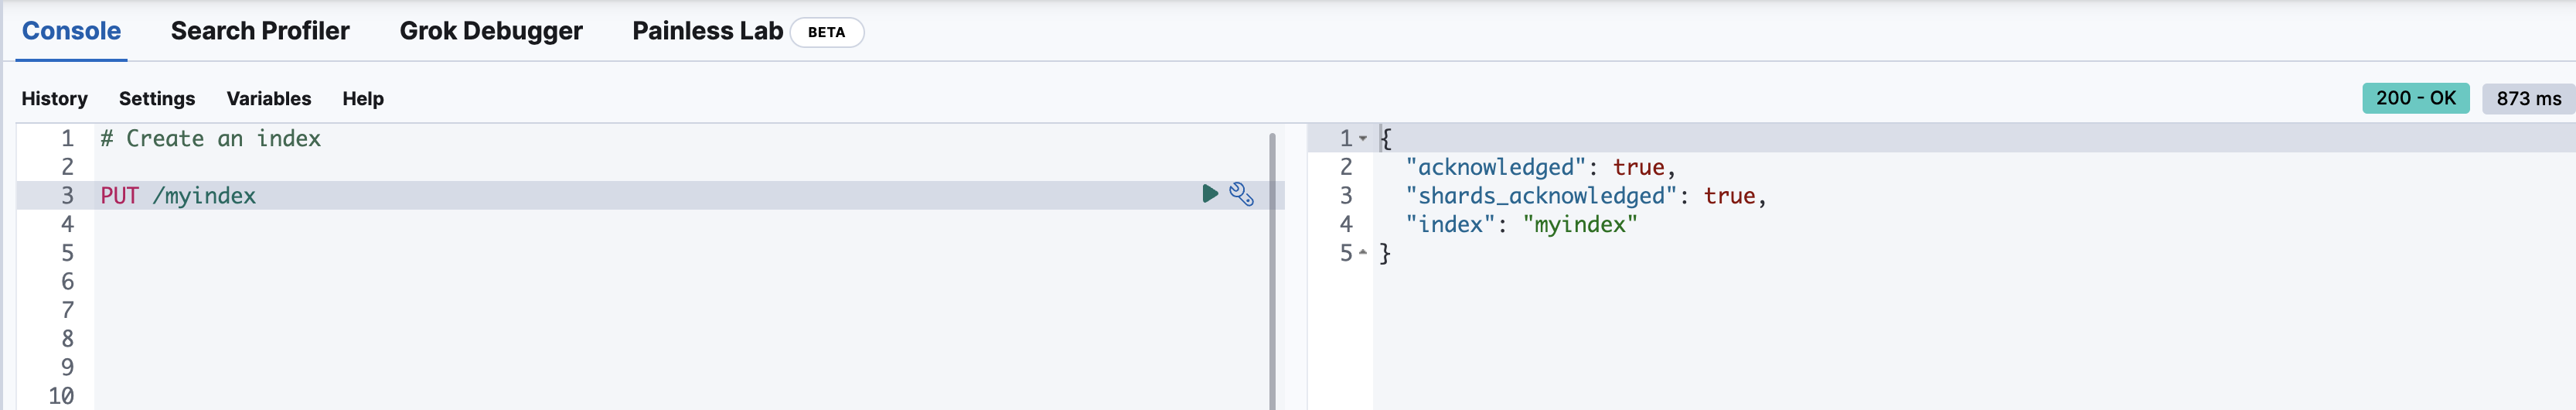 Console Search Profiler Grok Debugger Painless Lab BETA
History Settings Variables Help 200 - OK 873 ms
1 # Create an index
2
3 PUT /myindex
4
5
6
7
8
9
10
1 {
2 "acknowledged": true,
3 "shards_acknowledged": true,
4 "index": "myindex"
5 }